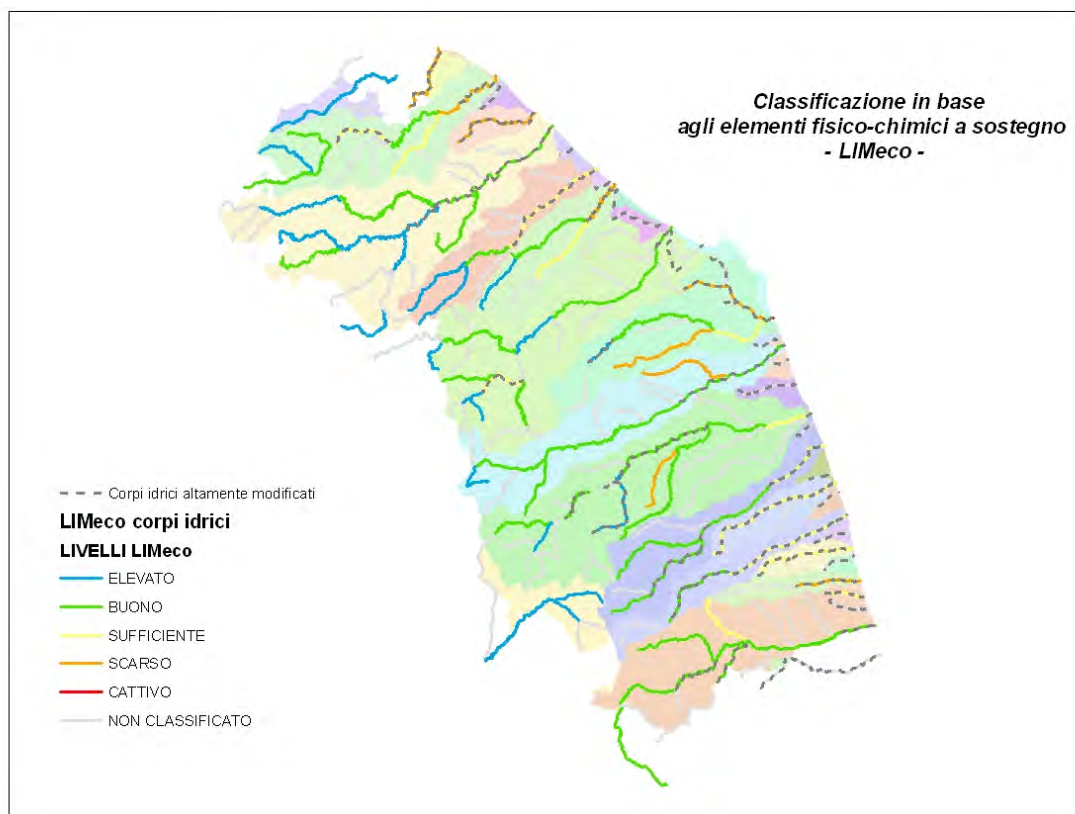 Classificazione in base
agli elementi fisico-chimici a sostegno
- LIMeco -
Corpi idrici altamente modificati
LIMeco corpi idrici
LIVELLI LIMeco
ELEVATO
BUONO
SUFFICIENTE
SCARSO
CATTIVO
NON CLASSIFICATO